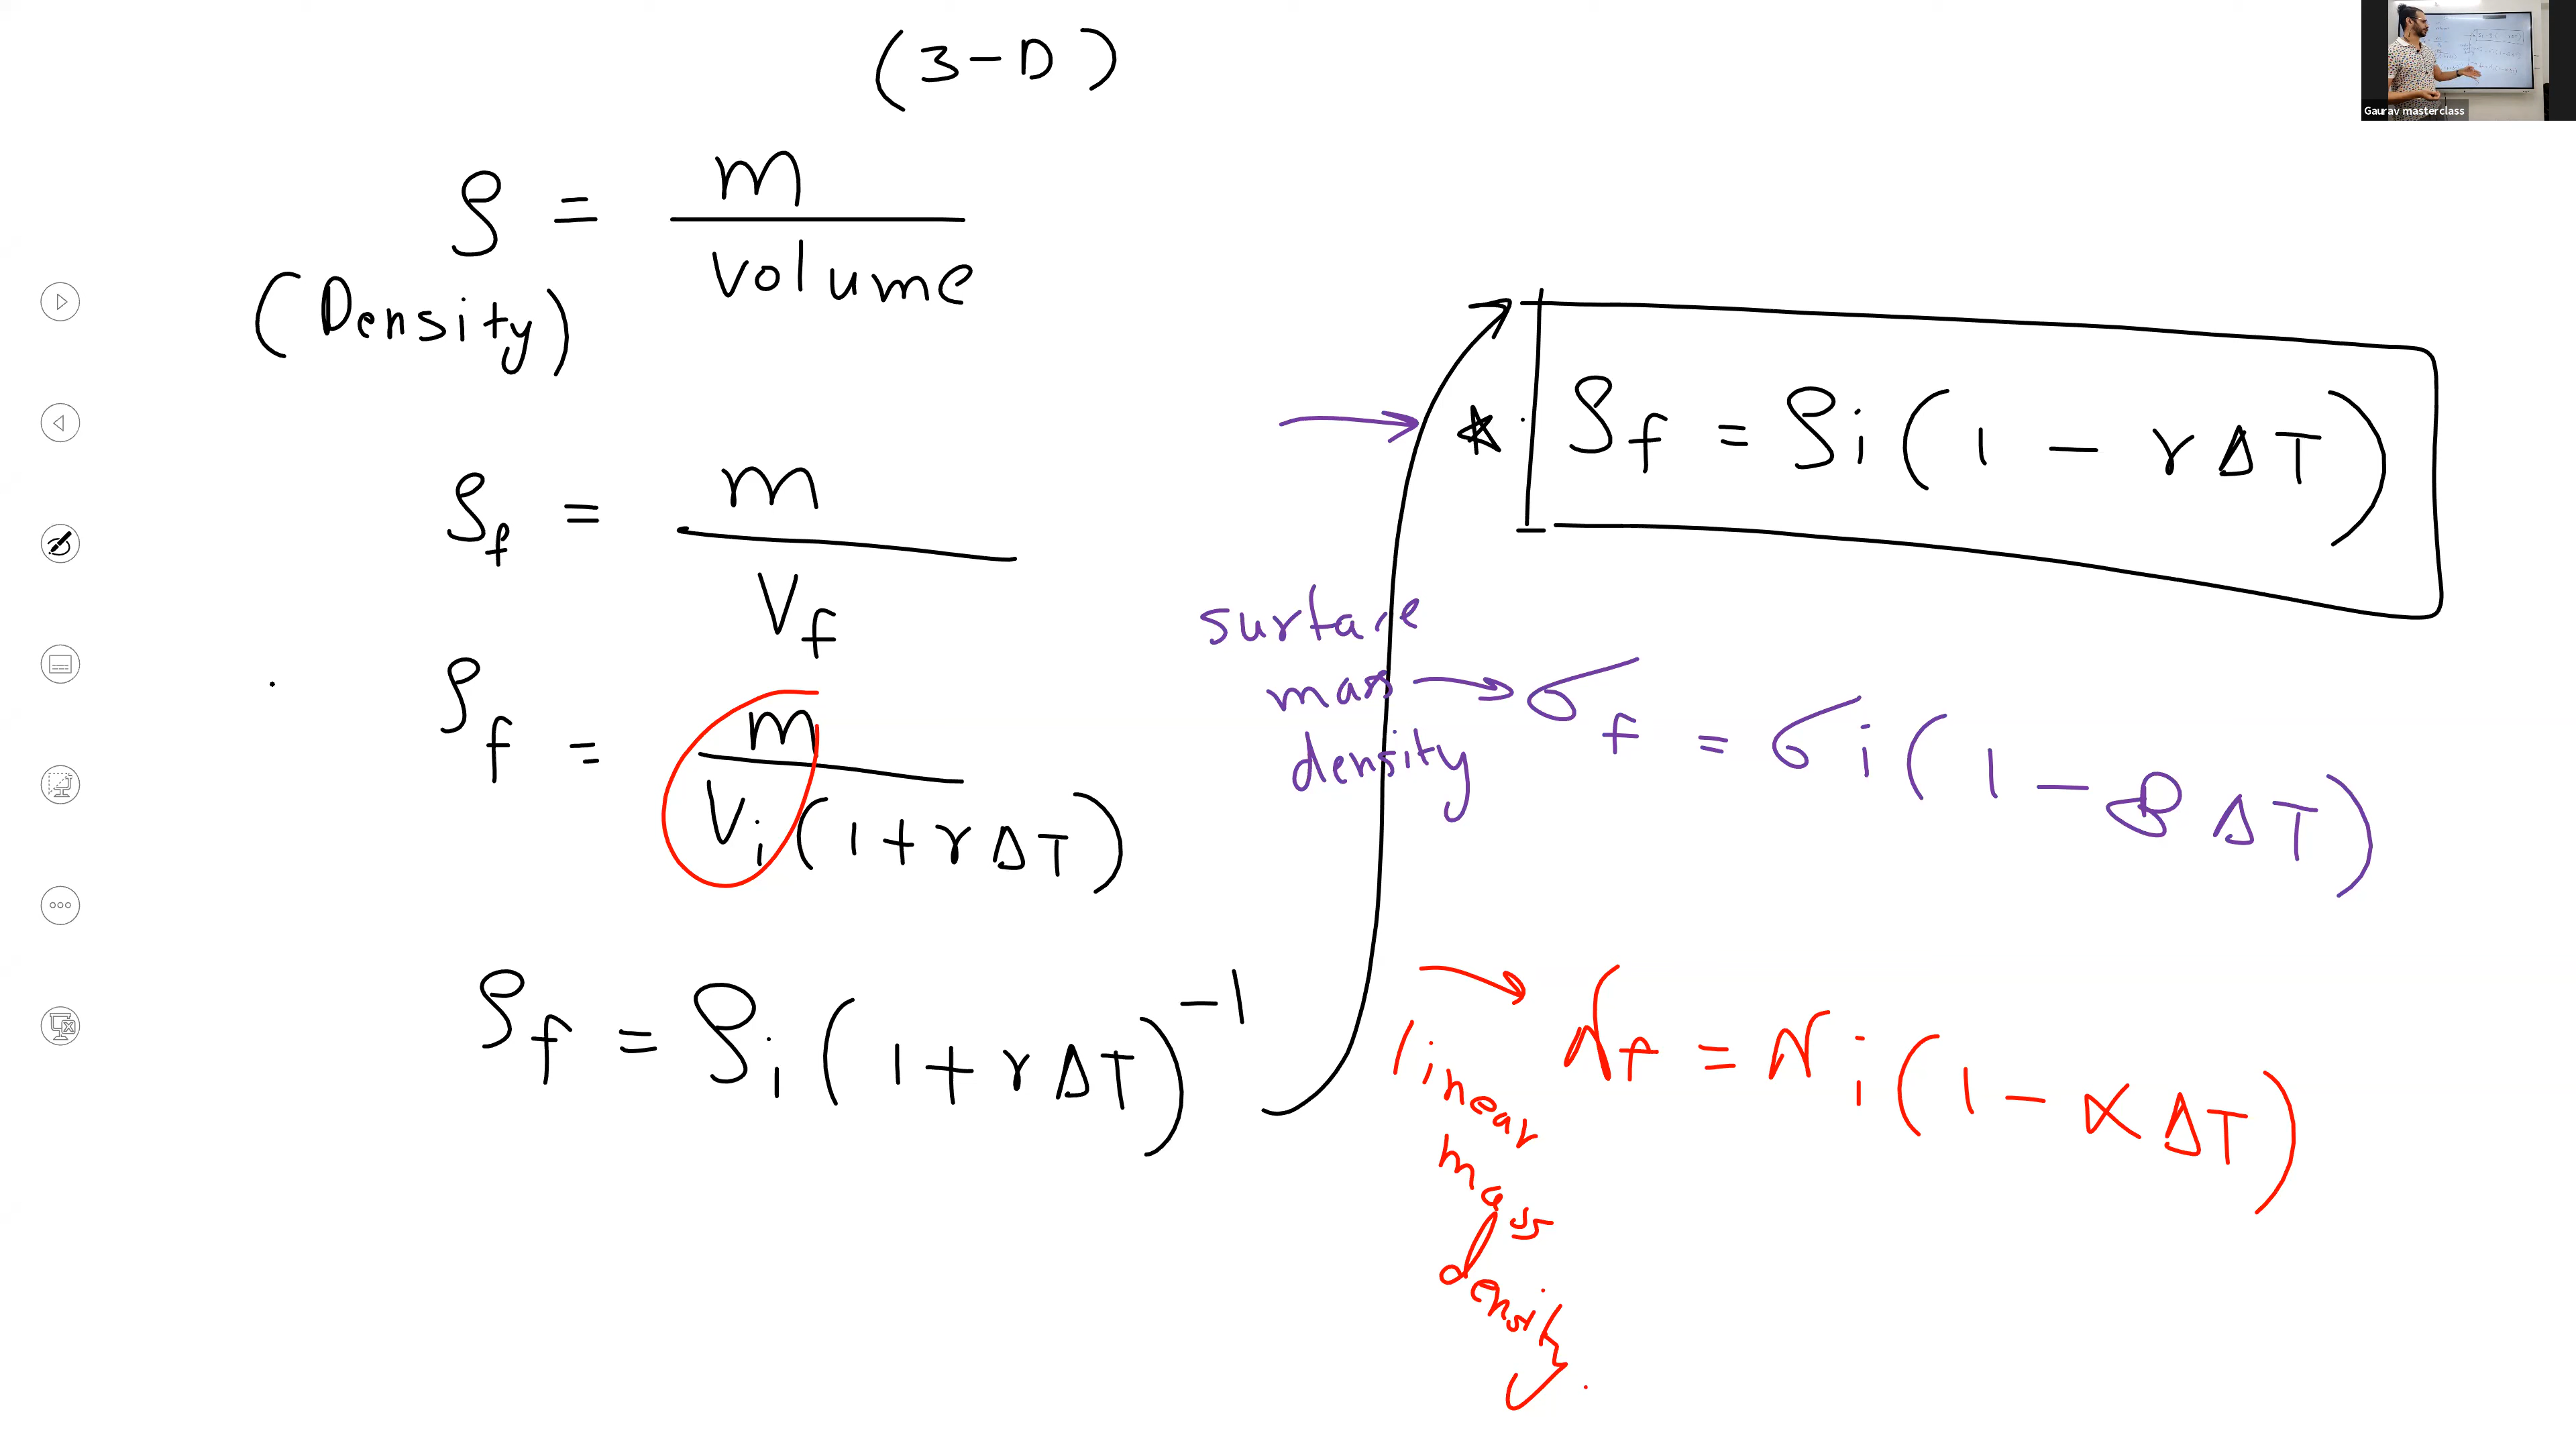 (3-D)
ρ = m / volume
(Density)
ρf = m / Vf
ρf = m / Vi(1+γΔT)
ρf = ρi(1+γΔT)^-1
* ρf = ρi(1 - γΔT)
surface
mass
density
σf = σi(1 - βΔT)
λf = λi(1 - αΔT)
linear
mass
density.
Gaurav masterclass